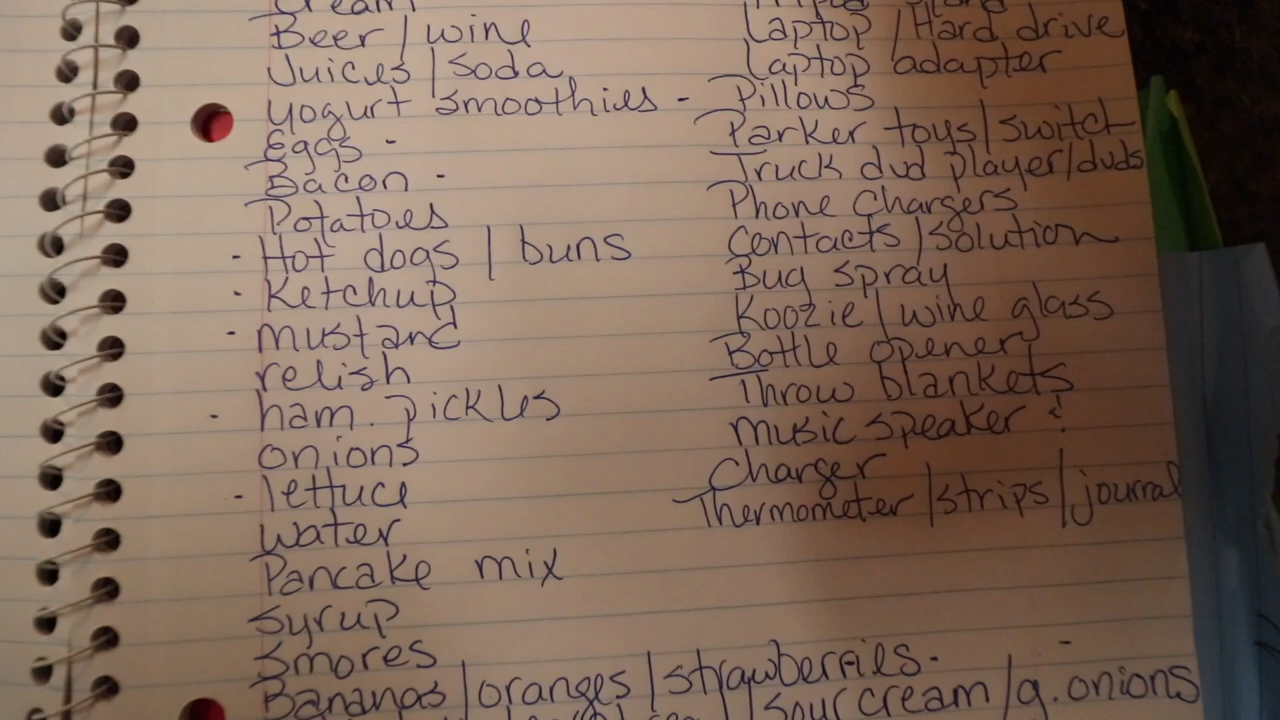 Cream
Beer / wine
Juices / Soda
Yogurt smoothies -
Eggs -
Bacon -
Potatoes
- Hot dogs / buns
- Ketchup
- mustard
relish
- ham. pickles
onions
- lettuce
water
Pancake mix
Syrup
Smores
Bananas / oranges / strawberries -
Sour cream / g. onions
Laptop / Hard drive
Laptop adapter
Pillows
Parker toys / switch
Truck dvd player / dvds
Phone Chargers
Contacts / solution
Bug spray
Koozie / wine glass
Bottle opener
Throw blankets
music speaker &
Charger
Thermometer / strips / journal